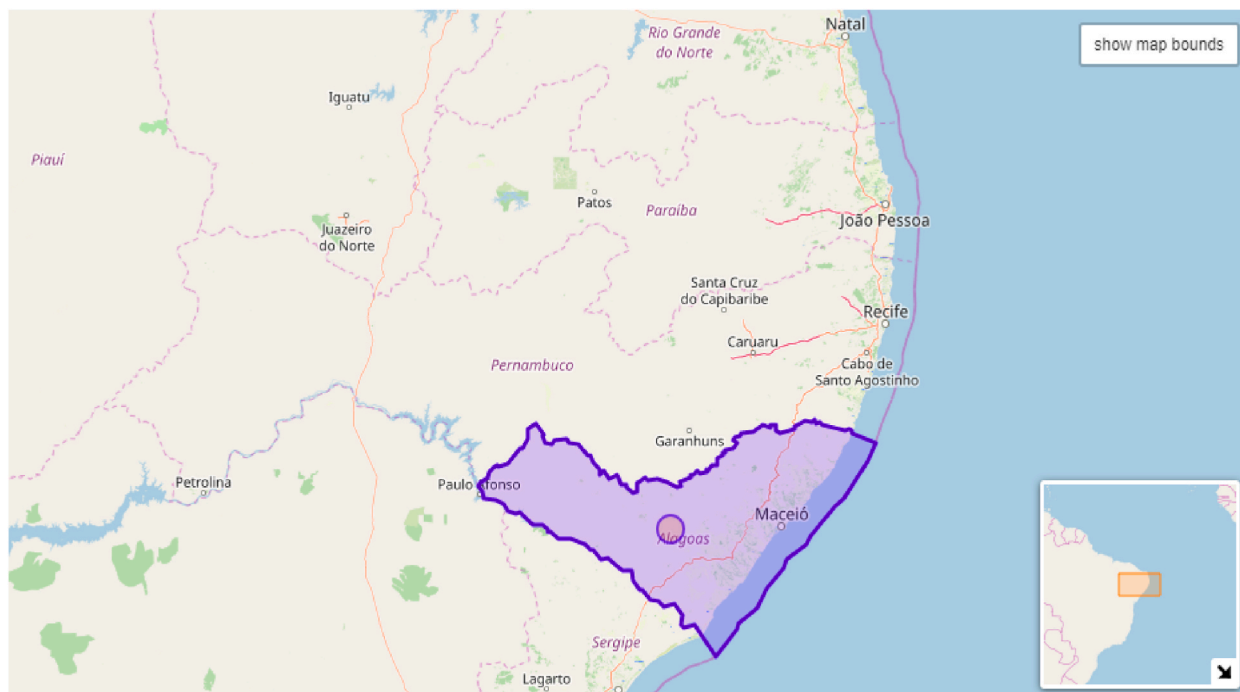 Natal
Rio Grande
do Norte
show map bounds
Iguatu
Piauí
Patos
Paraíba
João Pessoa
Juazeiro
do Norte
Santa Cruz
do Capibaribe
Recife
Caruaru
Pernambuco
Cabo de
Santo Agostinho
Garanhuns
Petrolina
Paulo Afonso
Maceió
Alagoas
Sergipe
Lagarto